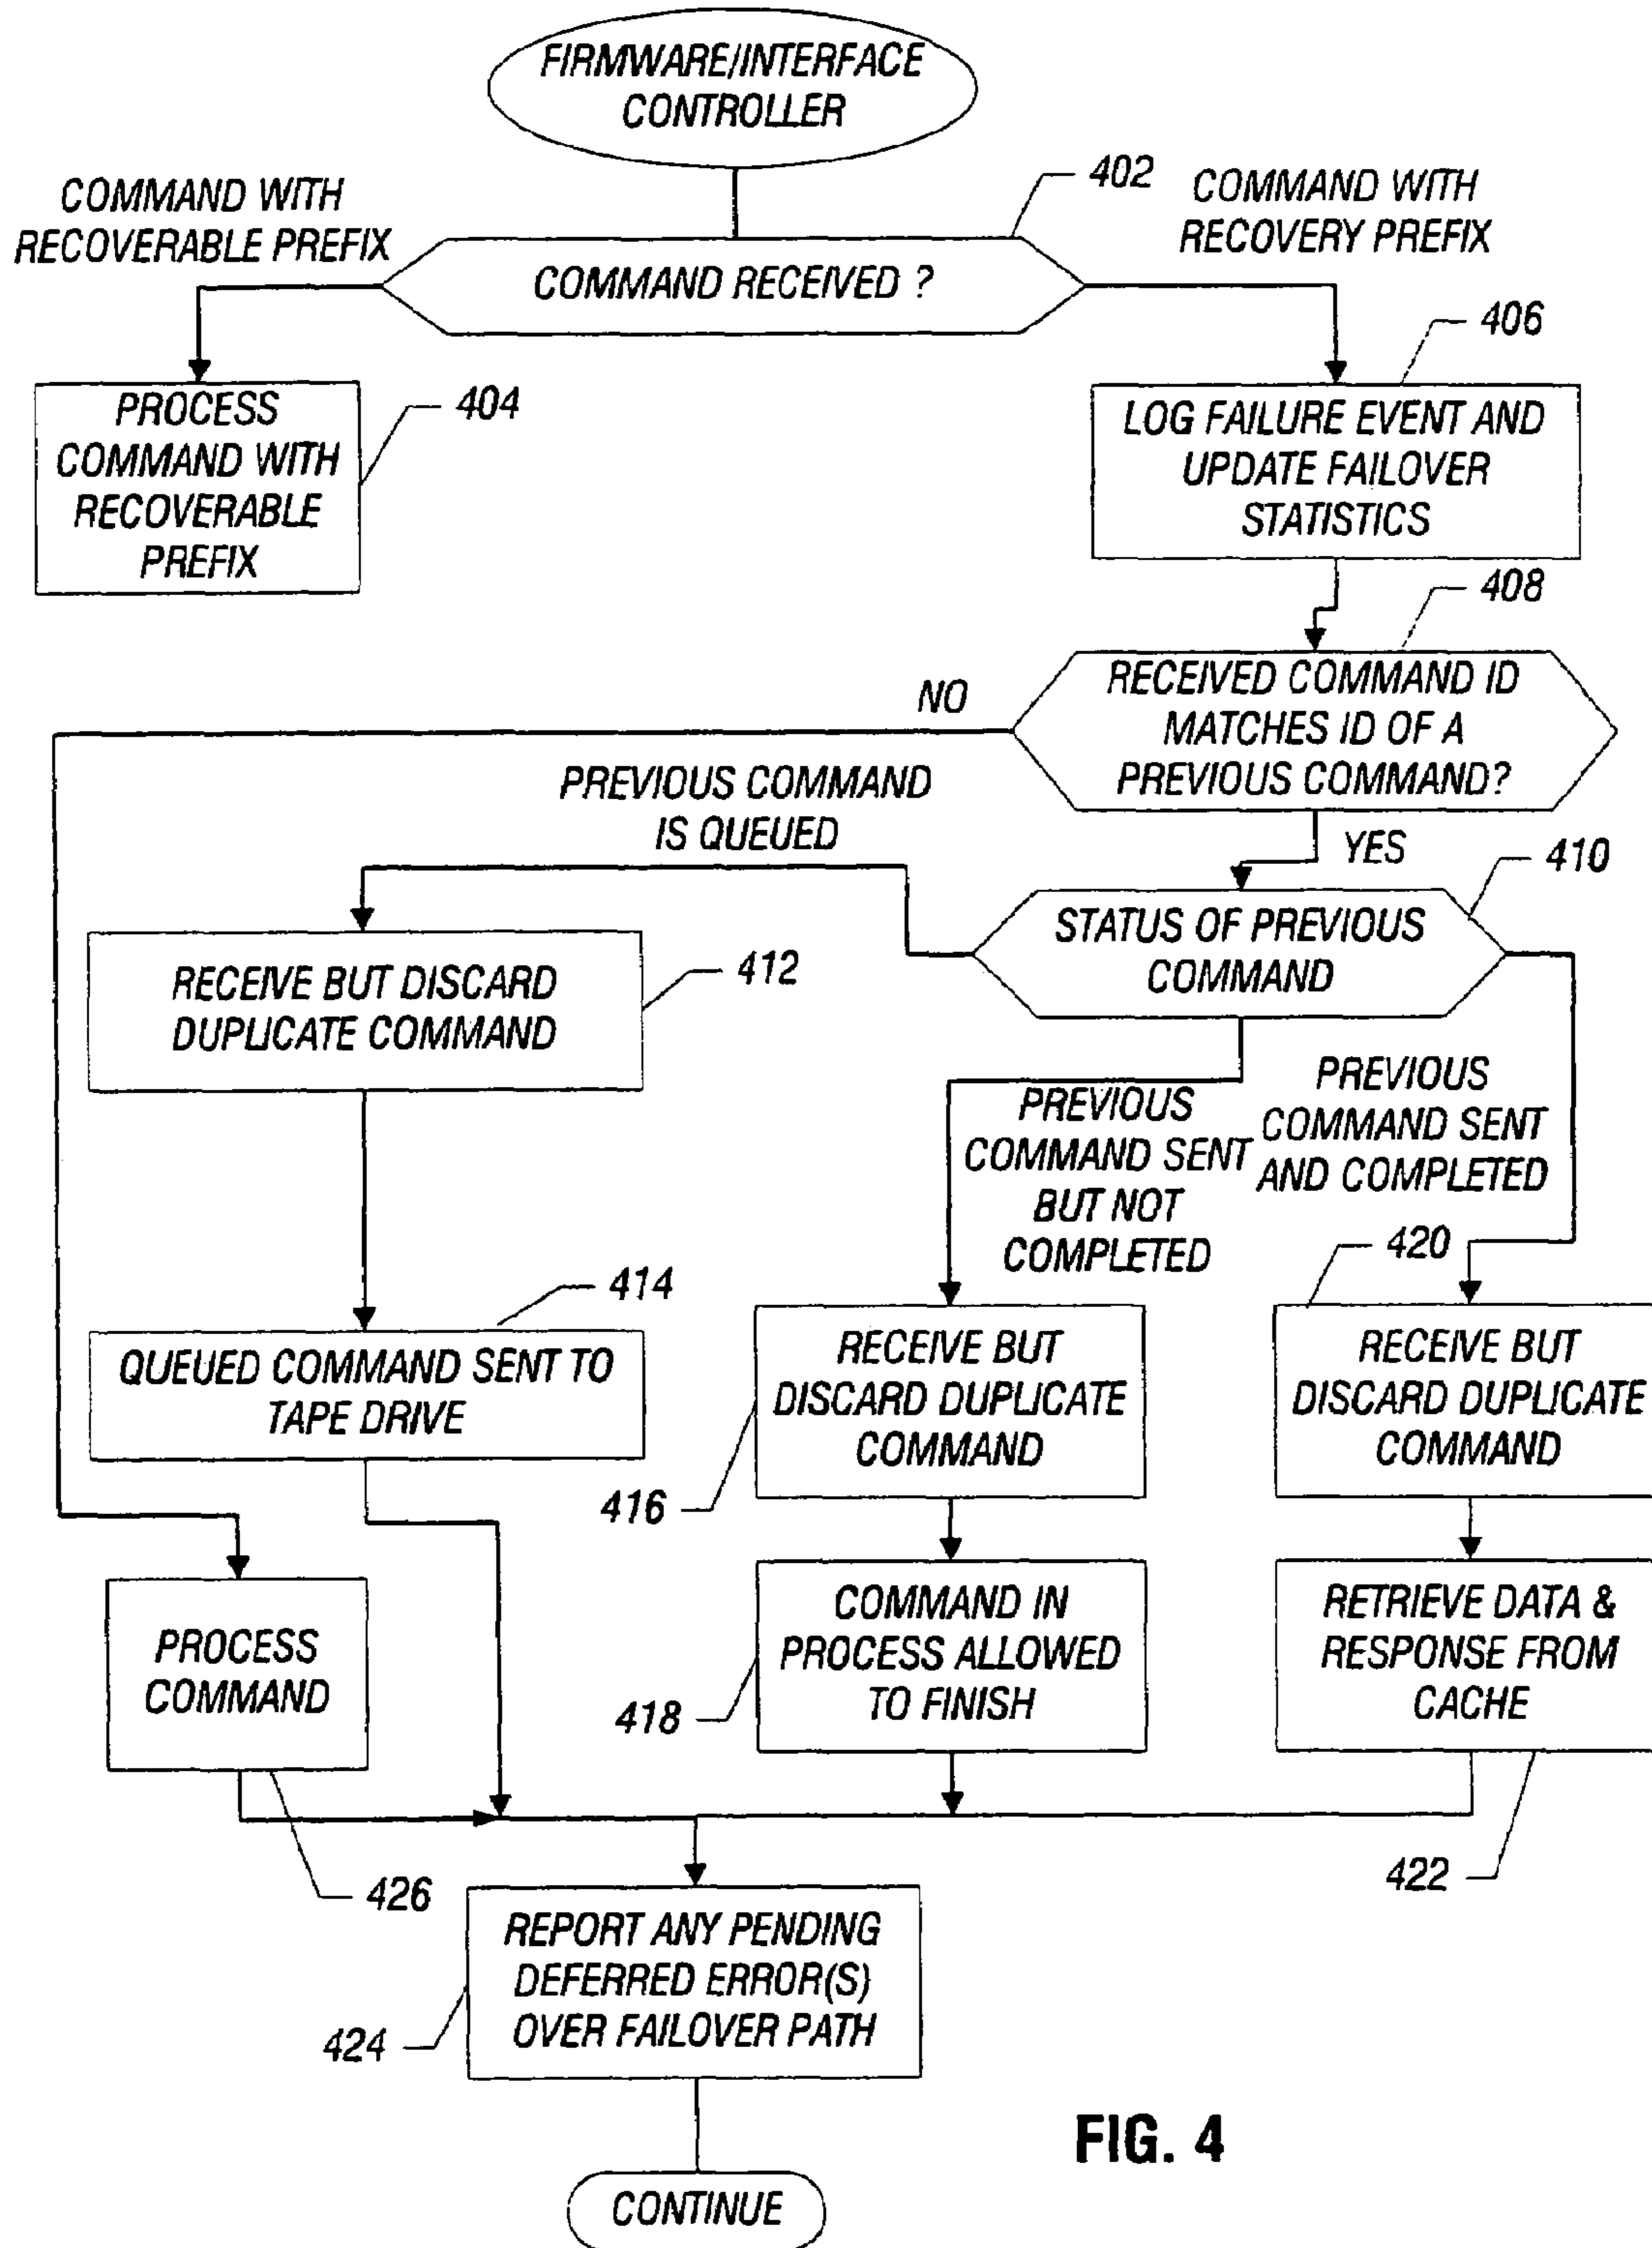 FIRMWARE/INTERFACE
CONTROLLER
402
COMMAND WITH
RECOVERABLE PREFIX
COMMAND WITH
RECOVERY PREFIX
COMMAND RECEIVED ?
406
404
PROCESS
COMMAND WITH
RECOVERABLE
PREFIX
LOG FAILURE EVENT AND
UPDATE FAILOVER
STATISTICS
408
NO
RECEIVED COMMAND ID
MATCHES ID OF A
PREVIOUS COMMAND?
PREVIOUS COMMAND
IS QUEUED
YES
410
STATUS OF PREVIOUS
COMMAND
RECEIVE BUT DISCARD
DUPLICATE COMMAND
412
PREVIOUS
COMMAND SENT
BUT NOT
COMPLETED
PREVIOUS
COMMAND SENT
AND COMPLETED
420
414
QUEUED COMMAND SENT TO
TAPE DRIVE
RECEIVE BUT
DISCARD DUPLICATE
COMMAND
RECEIVE BUT
DISCARD DUPLICATE
COMMAND
416
PROCESS
COMMAND
COMMAND IN
PROCESS ALLOWED
TO FINISH
RETRIEVE DATA &
RESPONSE FROM
CACHE
418
422
426
REPORT ANY PENDING
DEFERRED ERROR(S)
OVER FAILOVER PATH
424
FIG. 4
CONTINUE